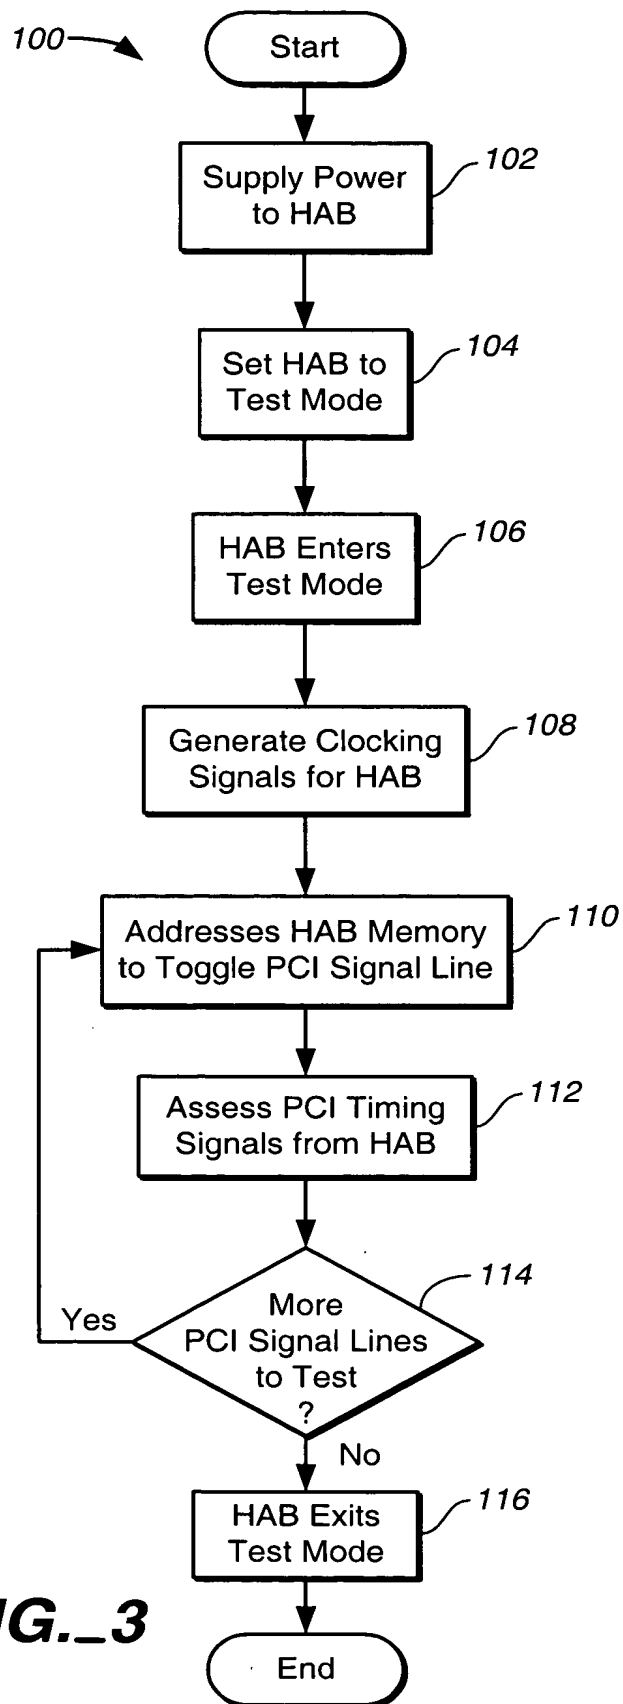 100
Start
102
Supply Power
to HAB
104
Set HAB to
Test Mode
106
HAB Enters
Test Mode
108
Generate Clocking
Signals for HAB
110
Addresses HAB Memory
to Toggle PCI Signal Line
112
Assess PCI Timing
Signals from HAB
114
More
PCI Signal Lines
to Test
?
Yes
No
116
HAB Exits
Test Mode
IG._3
End